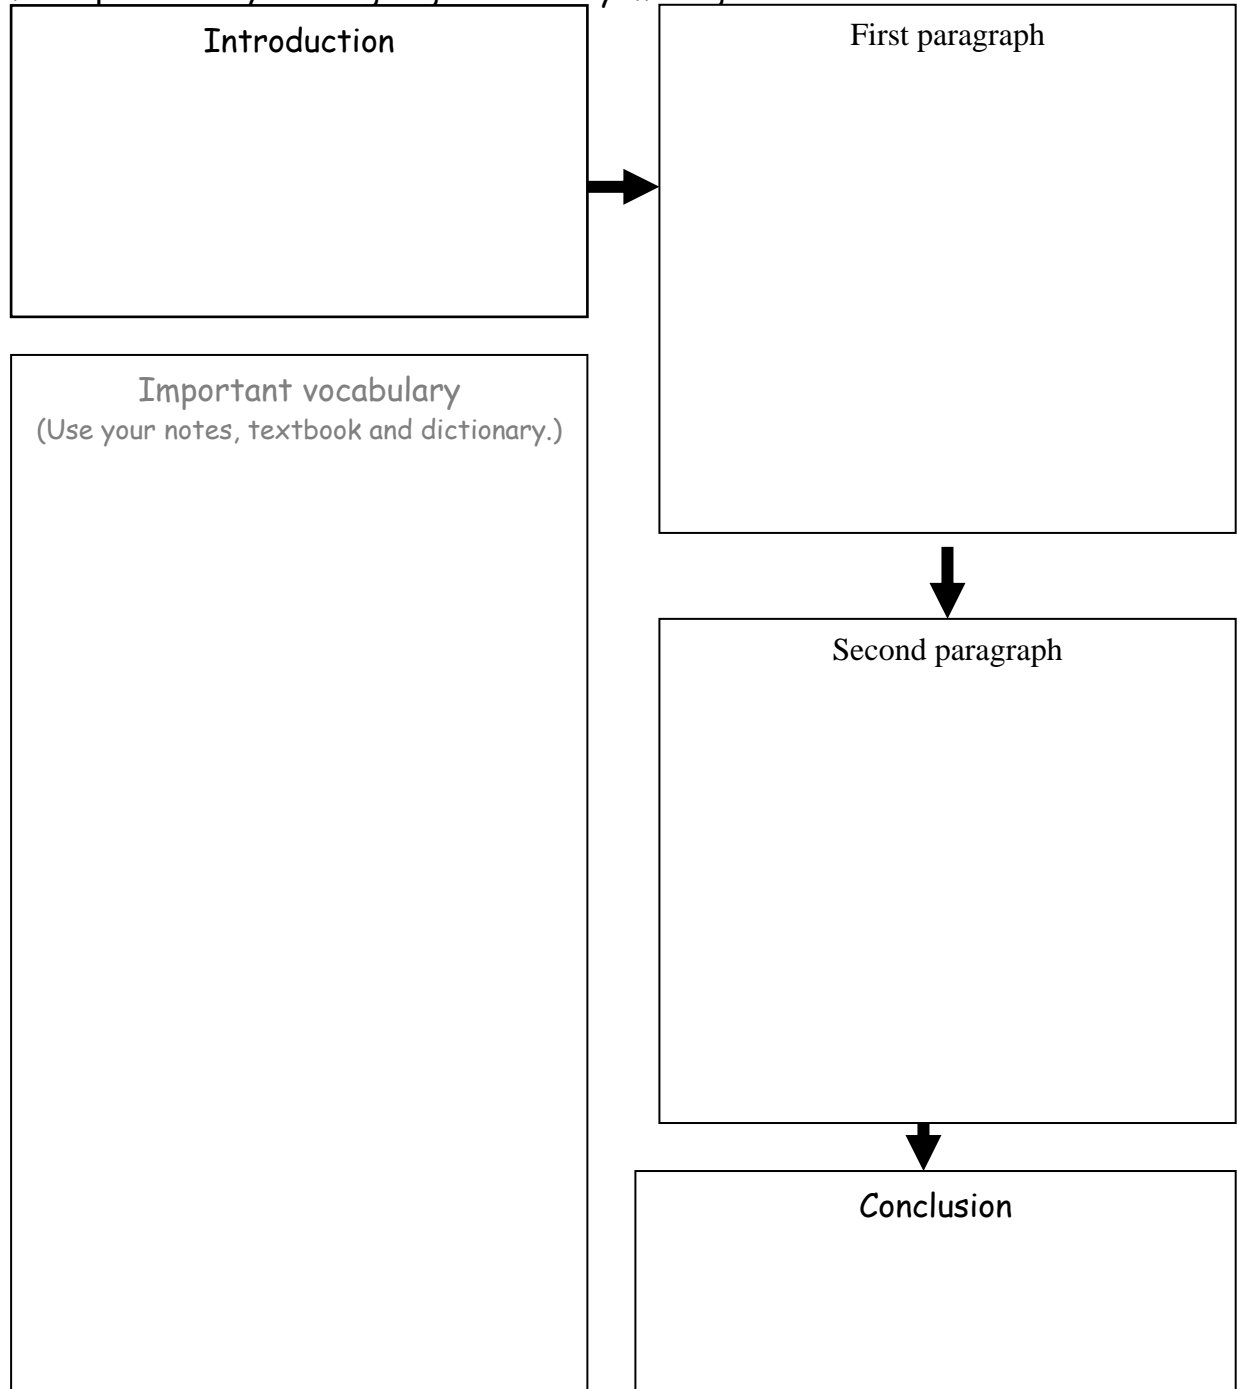 Introduction
First paragraph
Important vocabulary
(Use your notes, textbook and dictionary.)
Second paragraph
Conclusion